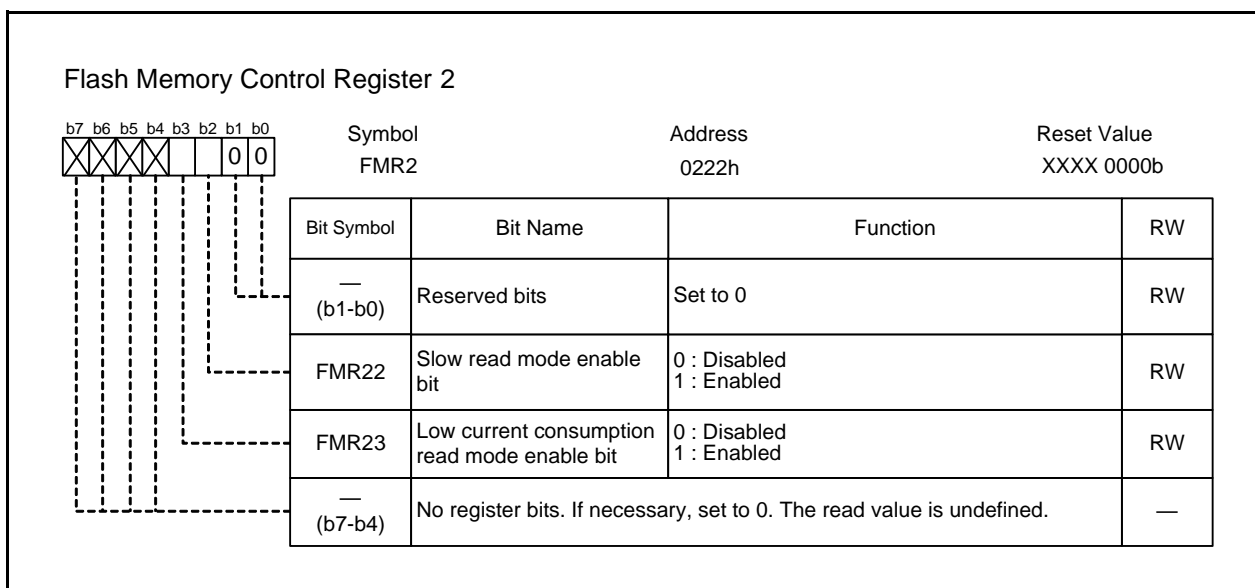 Flash Memory Control Register 2
b7 b6 b5 b4 b3 b2 b1 b0
0 0
Symbol Address Reset Value
FMR2 0222h XXXX 0000b
Bit Symbol Bit Name Function RW
—
(b1-b0) Reserved bits Set to 0 RW
FMR22 Slow read mode enable
bit 0 : Disabled
1 : Enabled RW
FMR23 Low current consumption
read mode enable bit 0 : Disabled
1 : Enabled RW
—
(b7-b4) No register bits. If necessary, set to 0. The read value is undefined. —